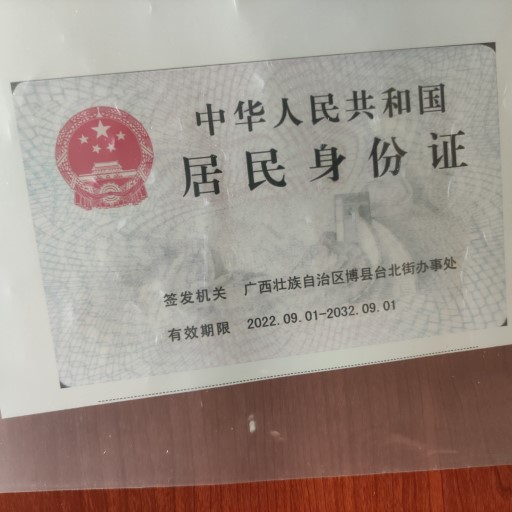 中华人民共和国
居民身份证
签发机关 广西壮族自治区博县台北街办事处
有效期限 2022.09.01-2032.09.01